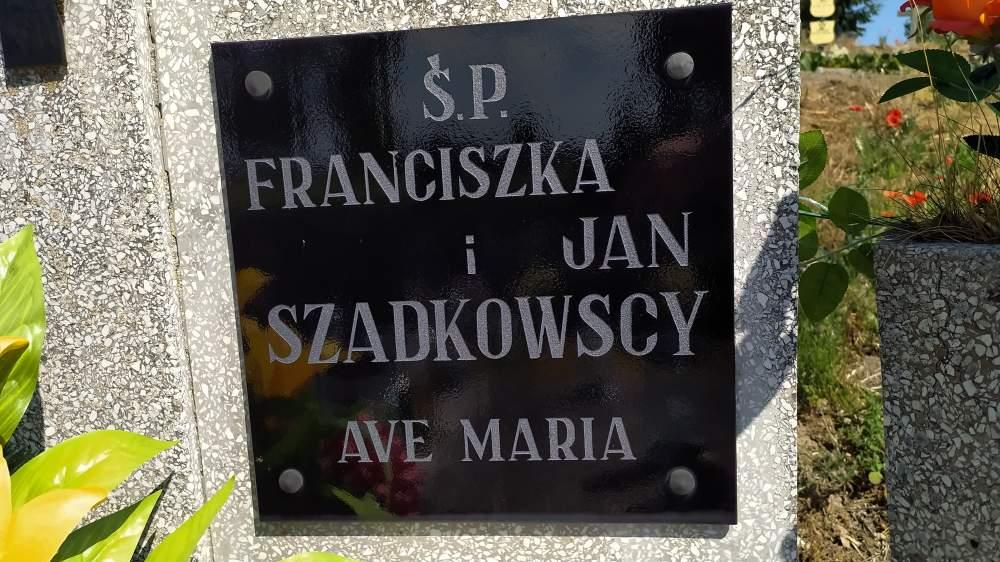 Ś.P.
FRANCISZKA
i JAN
SZADKOWSCY
AVE MARIA